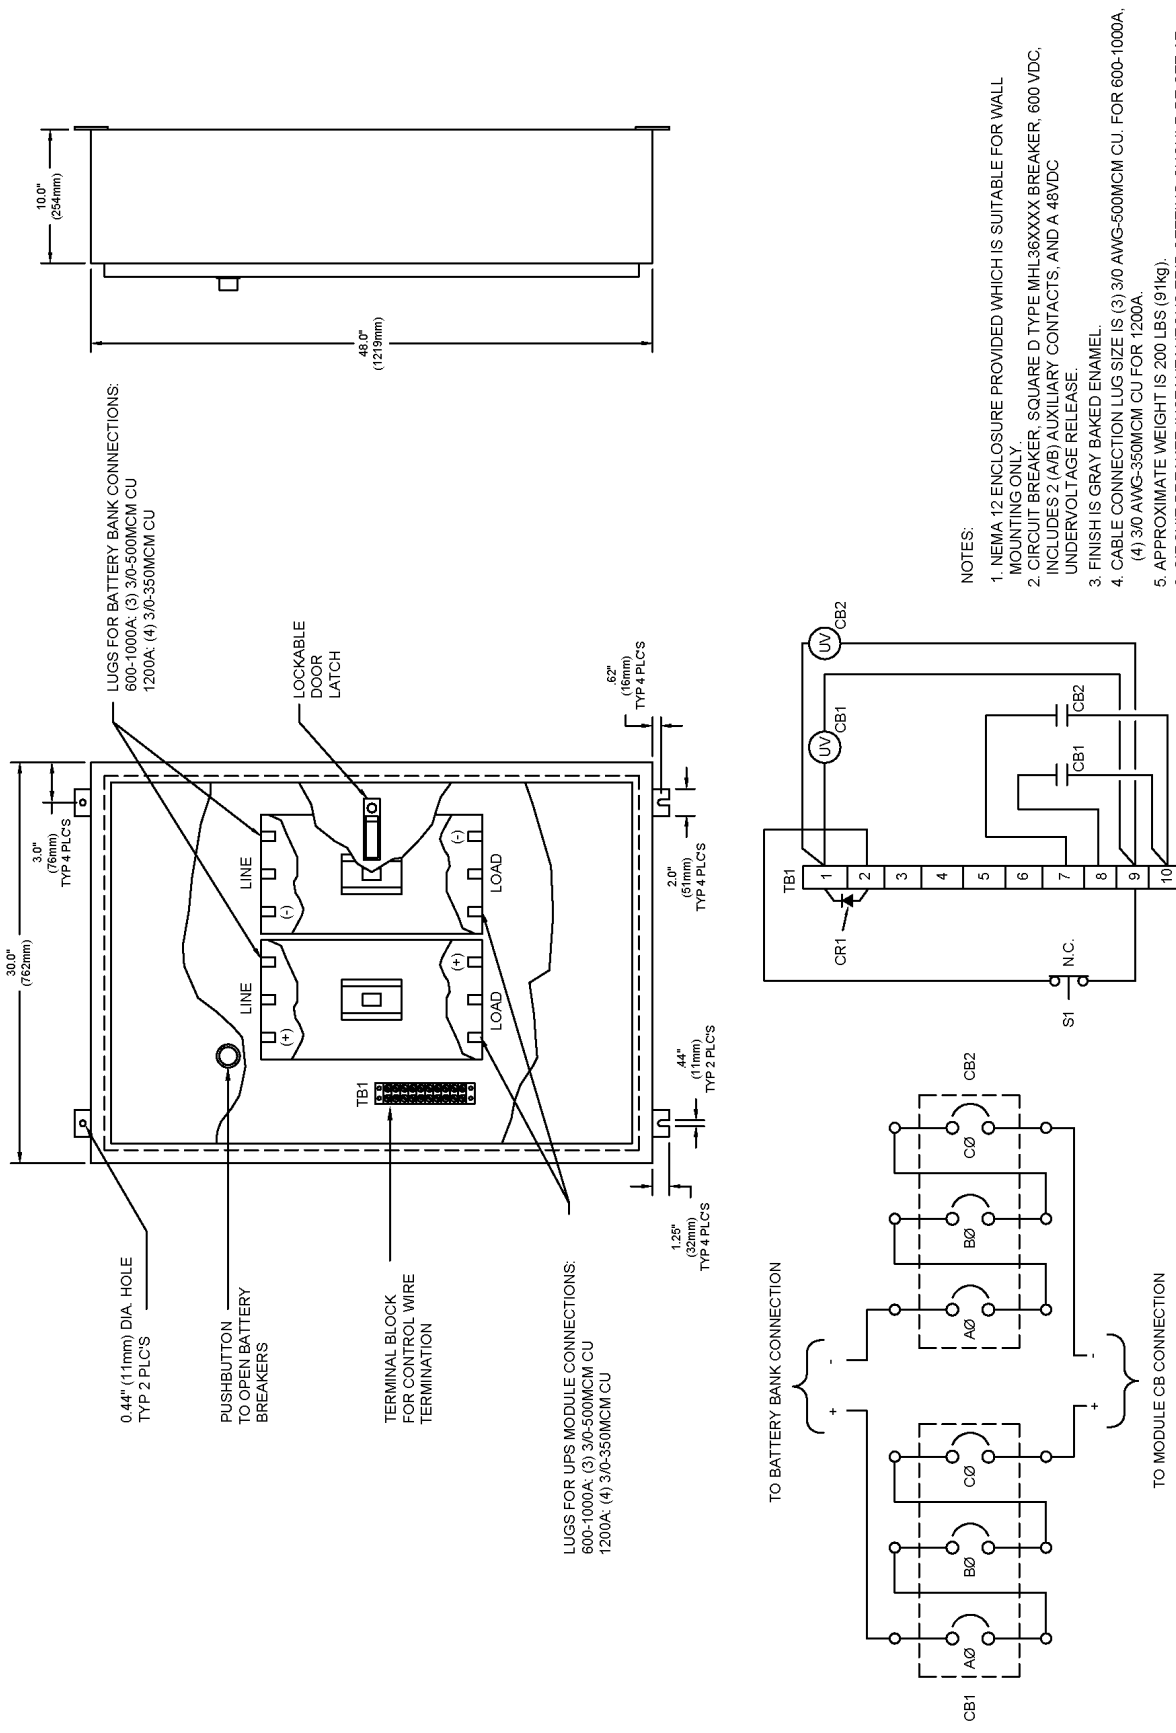 0.44" (11mm) DIA. HOLE
TYP 2 PLC'S
PUSHBUTTON
TO OPEN BATTERY
BREAKERS
TERMINAL BLOCK
FOR CONTROL WIRE
TERMINATION
LUGS FOR UPS MODULE CONNECTIONS:
600-1000A: (3) 3/0-500MCM CU
1200A: (4) 3/0-350MCM CU
30.0"
(762mm)
3.0"
(76mm)
TYP 4 PLC'S
TB1
LINE
LINE
(+)
(-)
(+)
(-)
LOAD
LOAD
1.25"
(32mm)
TYP 4 PLC'S
.44"
(11mm)
TYP 2 PLC'S
2.0"
(51mm)
TYP 4 PLC'S
.62"
(16mm)
TYP 4 PLC'S
LUGS FOR BATTERY BANK CONNECTIONS:
600-1000A: (3) 3/0-500MCM CU
1200A: (4) 3/0-350MCM CU
LOCKABLE
DOOR
LATCH
10.0"
(254mm)
48.0"
(1219mm)
TO BATTERY BANK CONNECTION
+
-
CB1
AØ
BØ
CØ
AØ
BØ
CØ
CB2
+
-
TO MODULE CB CONNECTION
S1
N.C.
CR1
TB1
1
2
3
4
5
6
7
8
9
10
UV
CB1
UV
CB2
CB1
CB2
NOTES:
1. NEMA 12 ENCLOSURE PROVIDED WHICH IS SUITABLE FOR WALL
MOUNTING ONLY.
2. CIRCUIT BREAKER, SQUARE D TYPE MHL36XXXX BREAKER, 600 VDC,
INCLUDES 2 (A/B) AUXILIARY CONTACTS, AND A 48VDC
UNDERVOLTAGE RELEASE.
3. FINISH IS GRAY BAKED ENAMEL.
4. CABLE CONNECTION LUG SIZE IS (3) 3/0 AWG-500MCM CU. FOR 600-1000A,
(4) 3/0 AWG-350MCM CU FOR 1200A.
5. APPROXIMATE WEIGHT IS 200 LBS (91kg).